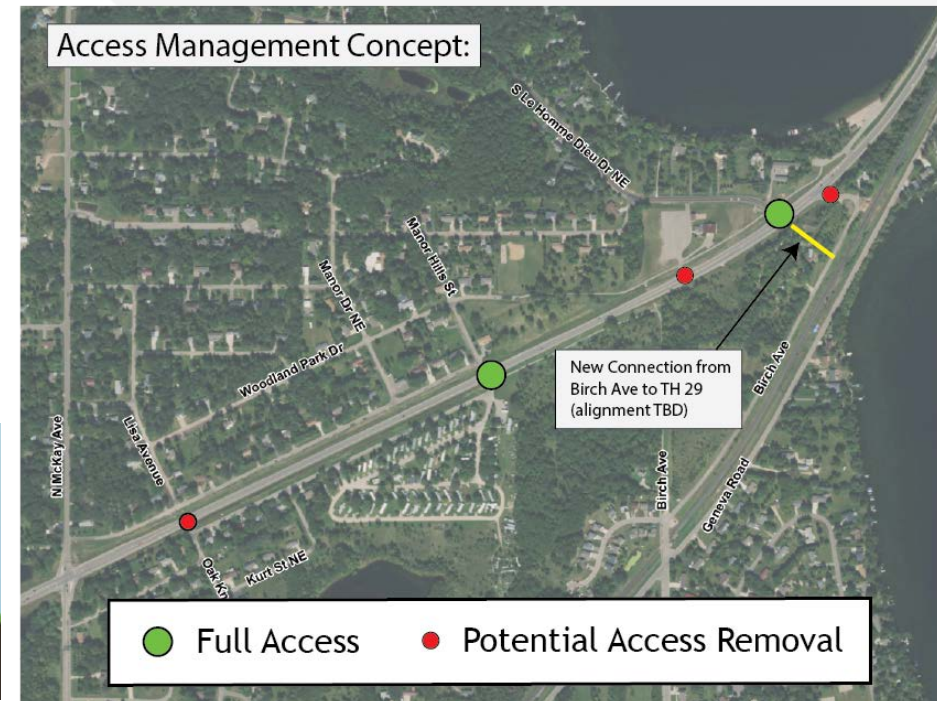 Access Management Concept:
S Le Homme Dieu Dr NE
Manor Hills St
Manor Dr NE
Woodland Park Dr
New Connection from
Birch Ave to TH 29
(alignment TBD)
Birch Ave
N McKay Ave
Lisa Avenue
Birch Ave
Geneva Road
Kurt St NE
Oak
Full Access
Potential Access Removal